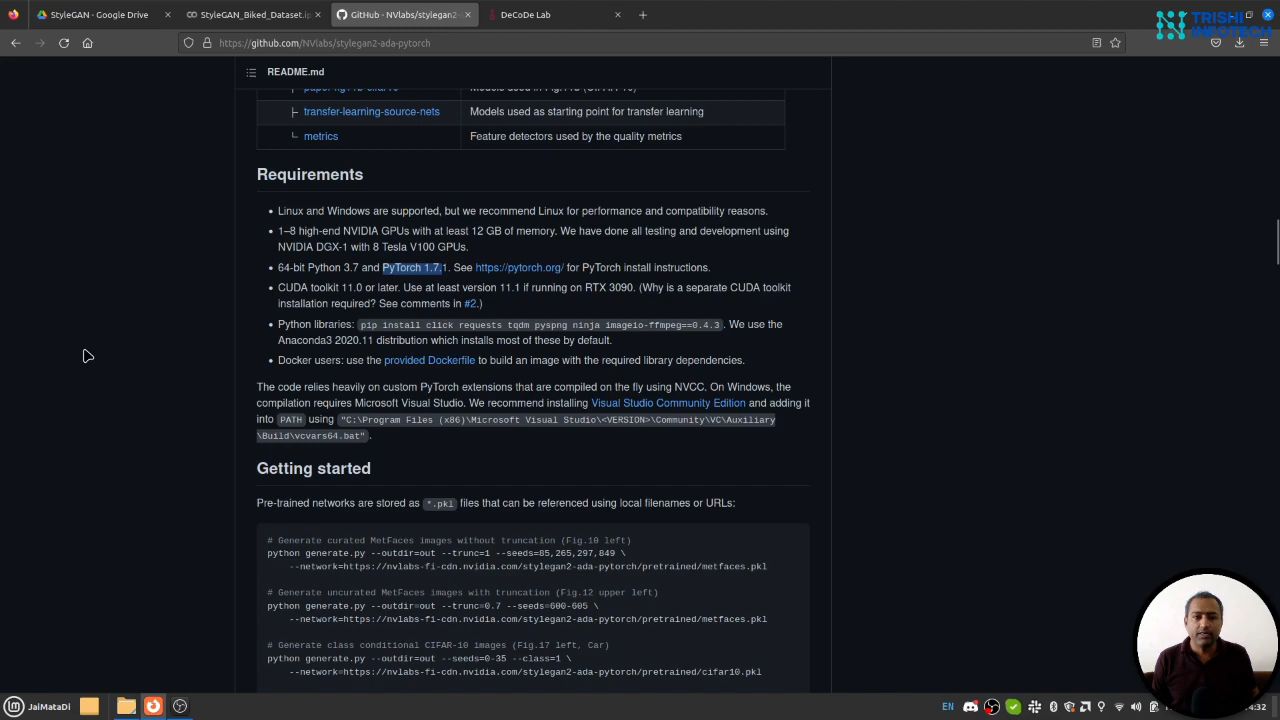 StyleGAN - Google Drive
StyleGAN_Biked_Dataset.ip
GitHub - NVlabs/stylegan2-
DeCoDe Lab
https://github.com/NVlabs/stylegan2-ada-pytorch
TRISHI
INFOTECH
README.md
Models used in Fig.11b (CIFAR-10)
transfer-learning-source-nets
Models used as starting point for transfer learning
metrics
Feature detectors used by the quality metrics
Requirements
• Linux and Windows are supported, but we recommend Linux for performance and compatibility reasons.
• 1–8 high-end NVIDIA GPUs with at least 12 GB of memory. We have done all testing and development using
NVIDIA DGX-1 with 8 Tesla V100 GPUs.
• 64-bit Python 3.7 and PyTorch 1.7.1. See https://pytorch.org/ for PyTorch install instructions.
• CUDA toolkit 11.0 or later. Use at least version 11.1 if running on RTX 3090. (Why is a separate CUDA toolkit
installation required? See comments in #2.)
• Python libraries: pip install click requests tqdm pyspng ninja imageio-ffmpeg==0.4.3. We use the
Anaconda3 2020.11 distribution which installs most of these by default.
• Docker users: use the provided Dockerfile to build an image with the required library dependencies.
The code relies heavily on custom PyTorch extensions that are compiled on the fly using NVCC. On Windows, the
compilation requires Microsoft Visual Studio. We recommend installing Visual Studio Community Edition and adding it
into PATH using "C:\Program Files (x86)\Microsoft Visual Studio\<VERSION>\Community\VC\Auxiliary
\Build\vcvars64.bat".
Getting started
Pre-trained networks are stored as *.pkl files that can be referenced using local filenames or URLs:
# Generate curated MetFaces images without truncation (Fig.10 left)
python generate.py --outdir=out --trunc=1 --seeds=85,265,297,849 \
--network=https://nvlabs-fi-cdn.nvidia.com/stylegan2-ada-pytorch/pretrained/metfaces.pkl
# Generate uncurated MetFaces images with truncation (Fig.12 upper left)
python generate.py --outdir=out --trunc=0.7 --seeds=600-605 \
--network=https://nvlabs-fi-cdn.nvidia.com/stylegan2-ada-pytorch/pretrained/metfaces.pkl
# Generate class conditional CIFAR-10 images (Fig.17 left, Car)
python generate.py --outdir=out --seeds=0-35 --class=1 \
--network=https://nvlabs-fi-cdn.nvidia.com/stylegan2-ada-pytorch/pretrained/cifar10.pkl
JaiMataDi
EN
4:32